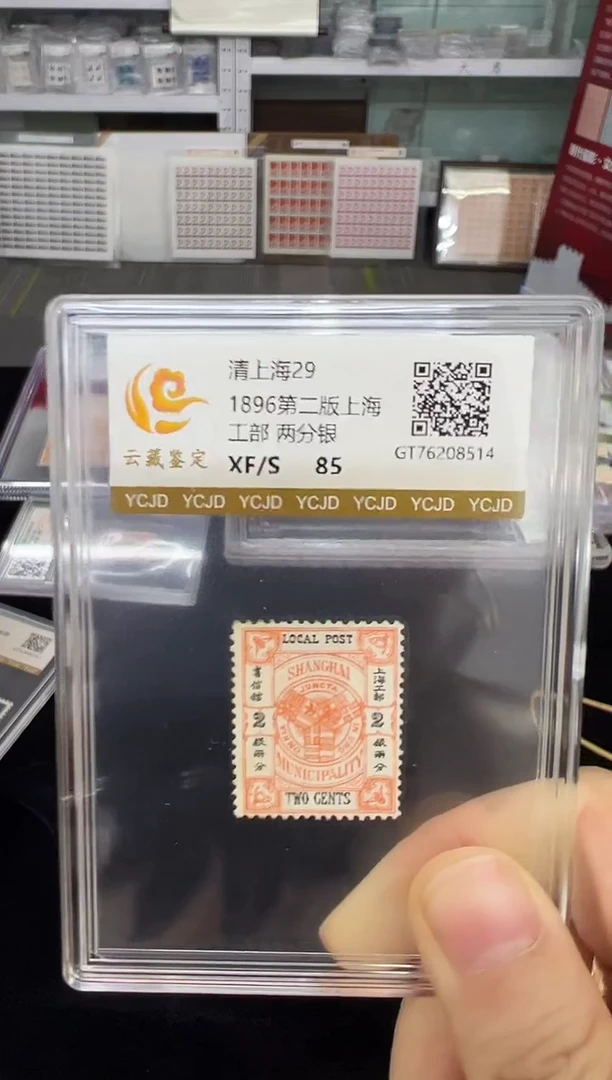 清上海29
1896第二版上海
工部 两分银
XF/S 85
云藏鉴定
GT76208514
YCJD YCJD YCJD YCJD YCJD YCJD YCJD
LOCAL POST
SHANGHAI
JUNCTA
MUNICIPALITY
書信館
上海工部
2
2
銀兩分
銀兩分
TWO CENTS